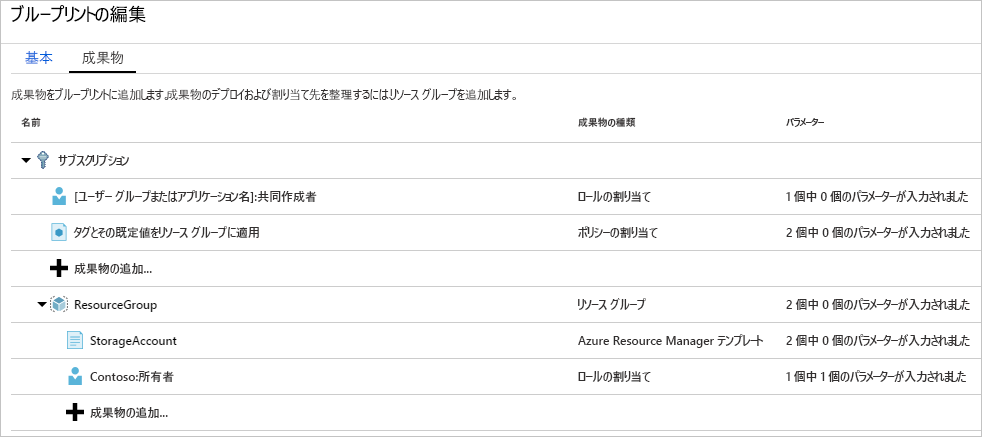 ブループリントの編集
基本 成果物
成果物をブループリントに追加します。成果物のデプロイおよび割り当て先を整理するにはリソース グループを追加します。
名前 成果物の種類 パラメーター
サブスクリプション
[ユーザー グループまたはアプリケーション名]:共同作成者 ロールの割り当て 1 個中 0 個のパラメーターが入力されました
タグとその既定値をリソース グループに適用 ポリシーの割り当て 2 個中 0 個のパラメーターが入力されました
成果物の追加...
ResourceGroup リソース グループ 2 個中 0 個のパラメーターが入力されました
StorageAccount Azure Resource Manager テンプレート 2 個中 0 個のパラメーターが入力されました
Contoso:所有者 ロールの割り当て 1 個中 1 個のパラメーターが入力されました
成果物の追加...